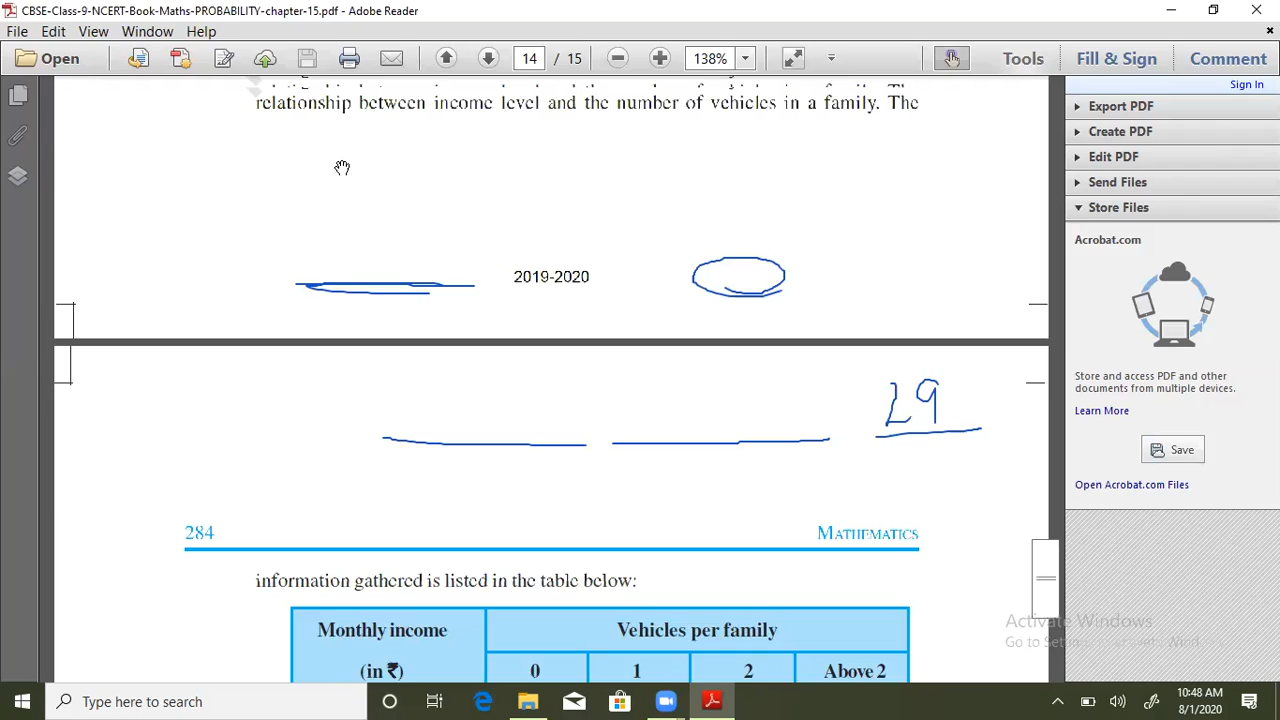 CBSE-Class-9-NCERT-Book-Maths-PROBABILITY-chapter-15.pdf - Adobe Reader
File Edit View Window Help
Open 14 / 15 138% Tools Fill & Sign Comment
Sign In
relationship between income level and the number of vehicles in a family. The
Export PDF
Create PDF
Edit PDF
Send Files
Store Files
Acrobat.com
2019-2020
Store and access PDF and other
documents from multiple devices.
Learn More
29
Save
Open Acrobat.com Files
284 MATHEMATICS
information gathered is listed in the table below:
Monthly income Vehicles per family
(in ₹) 0 1 2 Above 2
Activate Windows
Type here to search
10:48 AM
8/1/2020